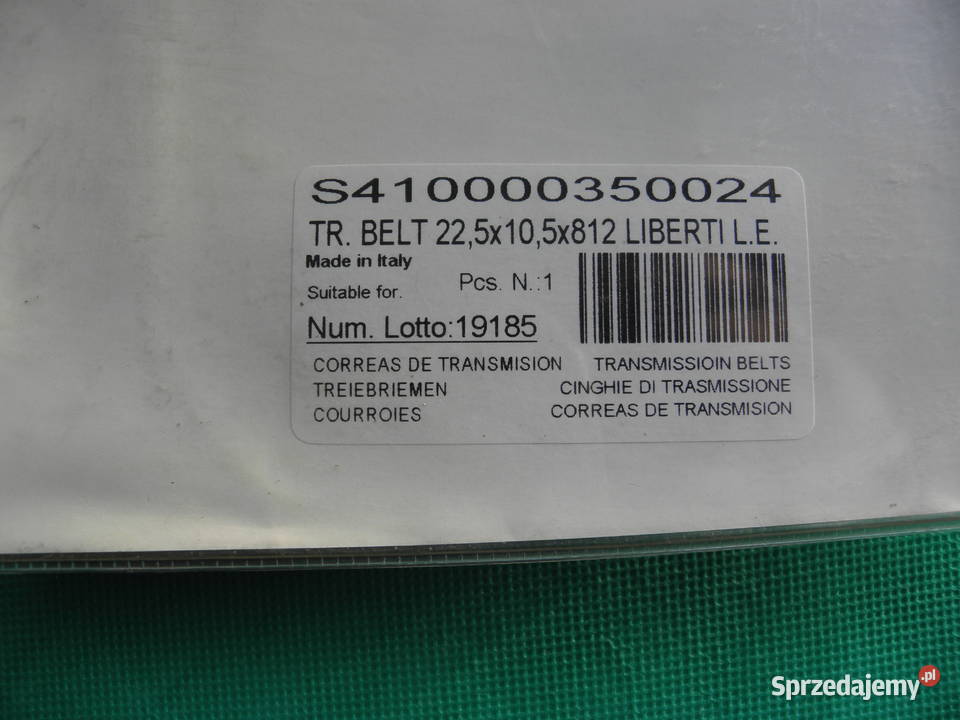 S410000350024
TR. BELT 22,5x10,5x812 LIBERTI L.E.
Made in Italy
Suitable for.
Pcs. N.:1
Num. Lotto:19185
CORREAS DE TRANSMISION TRANSMISSIOIN BELTS
TREIEBRIEMEN CINGHIE DI TRASMISSIONE
COURROIES CORREAS DE TRANSMISION
Sprzedajemy.pl